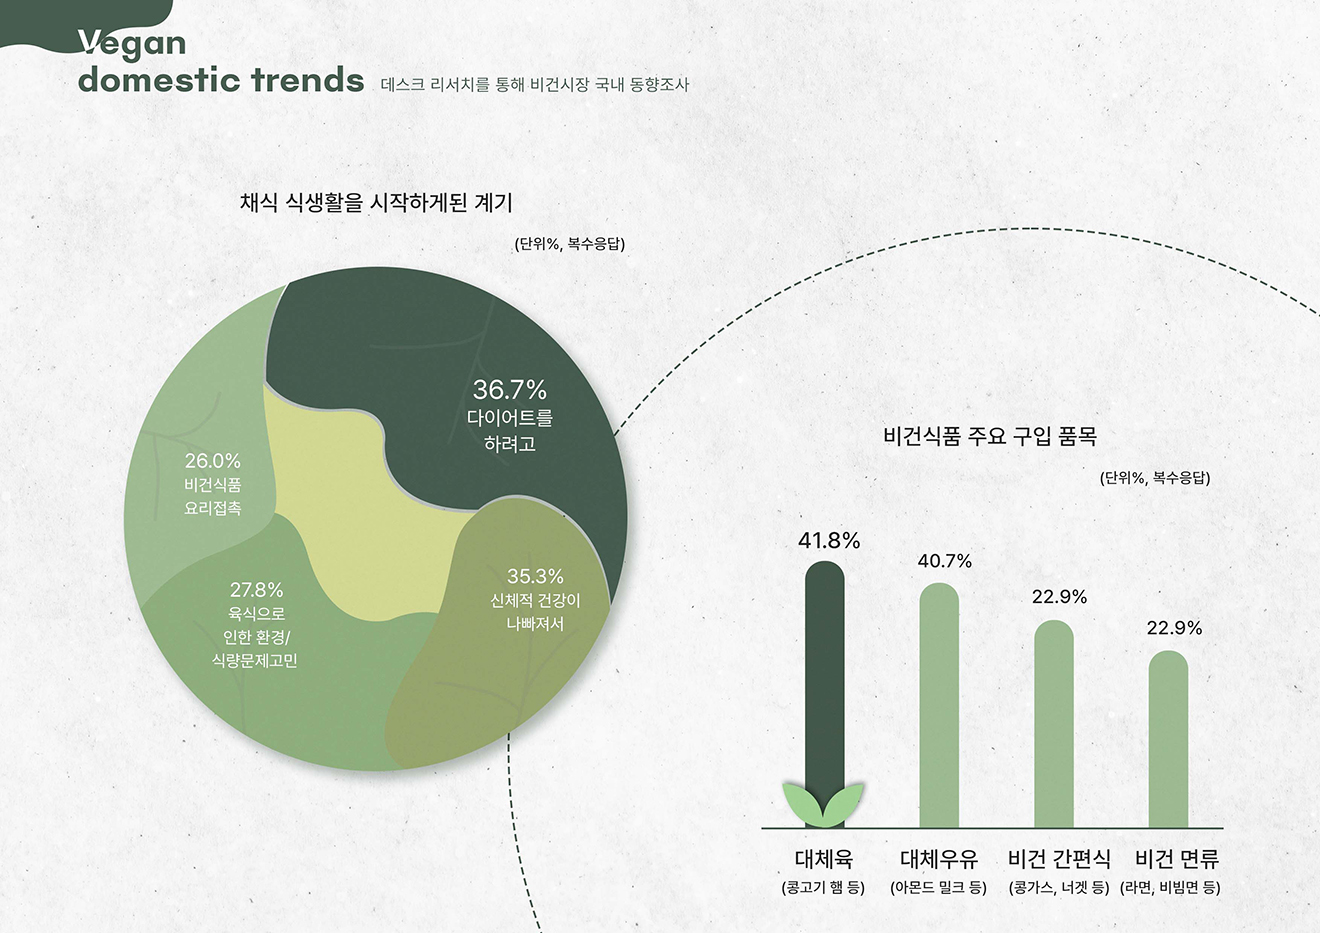 Vegan
domestic trends 데스크 리서치를 통해 비건시장 국내 동향조사
채식 식생활을 시작하게된 계기
(단위%, 복수응답)
36.7%
다이어트를
하려고
26.0%
비건식품
요리접촉
35.3%
신체적 건강이
나빠져서
27.8%
육식으로
인한 환경/
식량문제고민
비건식품 주요 구입 품목
(단위%, 복수응답)
41.8%
40.7%
22.9%
22.9%
대체육 대체우유 비건 간편식 비건 면류
(콩고기 햄 등) (아몬드 밀크 등) (콩가스, 너겟 등) (라면, 비빔면 등)